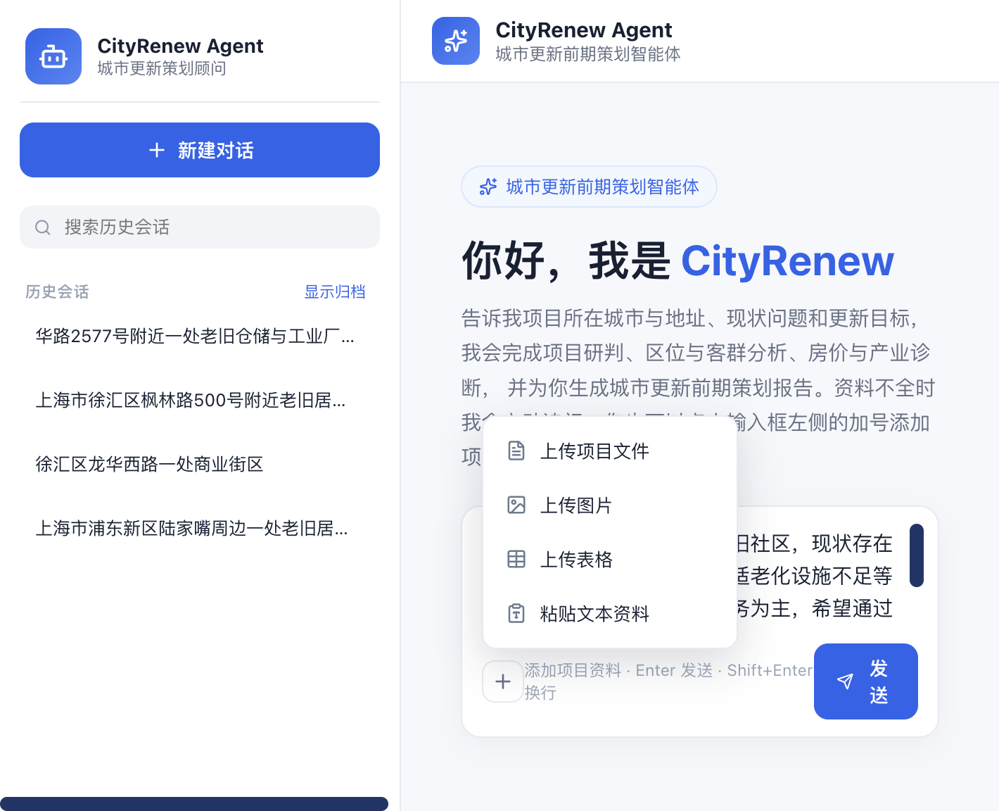 CityRenew Agent
城市更新策划顾问
新建对话
搜索历史会话
历史会话
显示归档
华路2577号附近一处老旧仓储与工业厂...
上海市徐汇区枫林路500号附近老旧居...
徐汇区龙华西路一处商业街区
上海市浦东新区陆家嘴周边一处老旧居...
CityRenew Agent
城市更新前期策划智能体
城市更新前期策划智能体
你好，我是 CityRenew
告诉我项目所在城市与地址、现状问题和更新目标，
我会完成项目研判、区位与客群分析、房价与产业诊
断， 并为你生成城市更新前期策划报告。资料不全时
我 输入框左侧的加号添加
项
上传项目文件
上传图片
上传表格
粘贴文本资料
旧社区，现状存在
适老化设施不足等
务为主，希望通过
添加项目资料 · Enter 发送 · Shift+Enter
换行
发
送